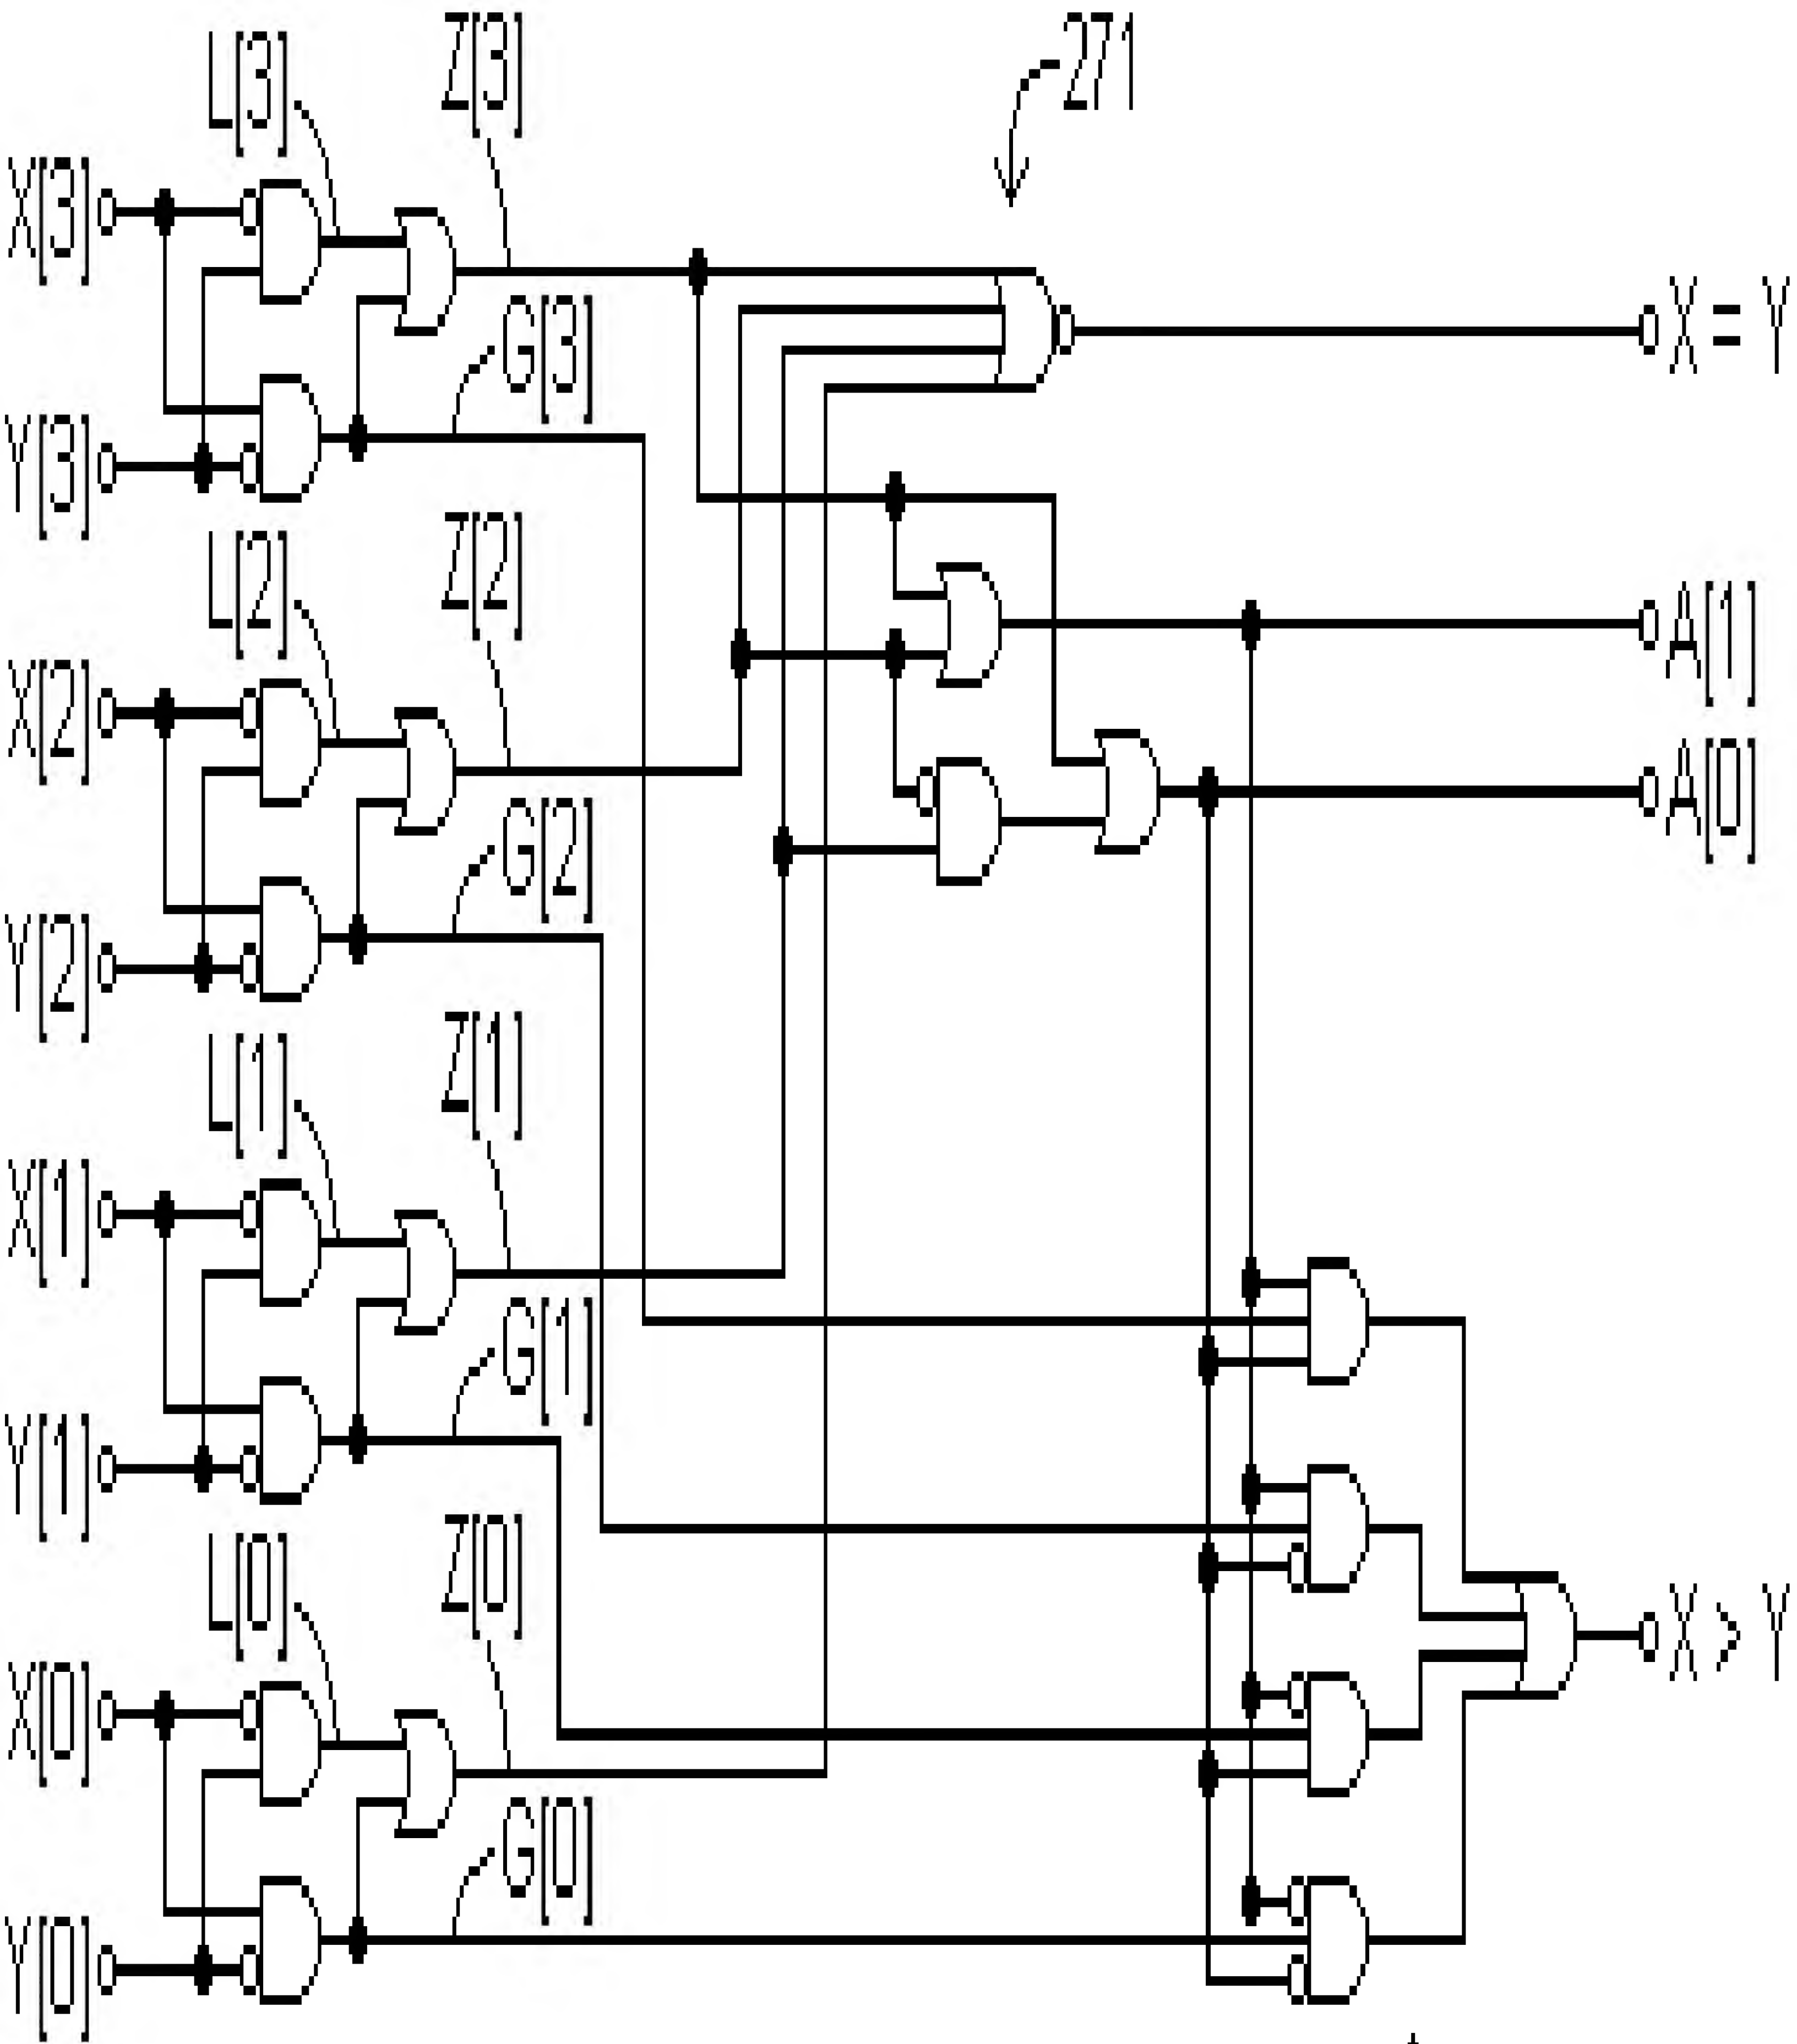 L[3]
Z[3]
271
X[3]
G[3]
X = Y
Y[3]
L[2]
Z[2]
A[1]
X[2]
A[0]
G[2]
Y[2]
L[1]
Z[1]
X[1]
G[1]
Y[1]
L[0]
Z[0]
X > Y
X[0]
G[0]
Y[0]